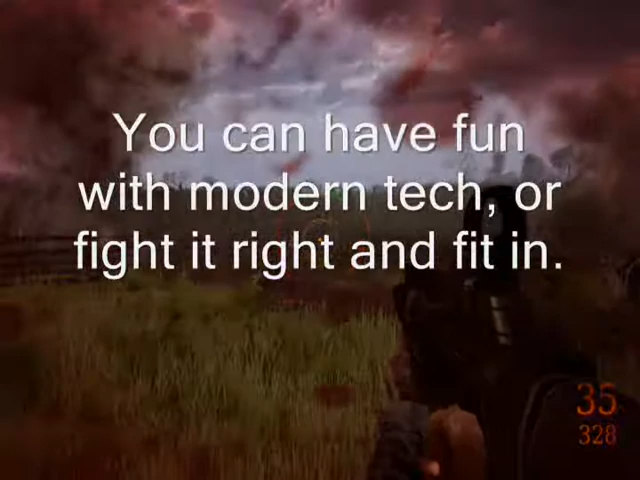 You can have fun
with modern tech, or
fight it right and fit in.
35
328